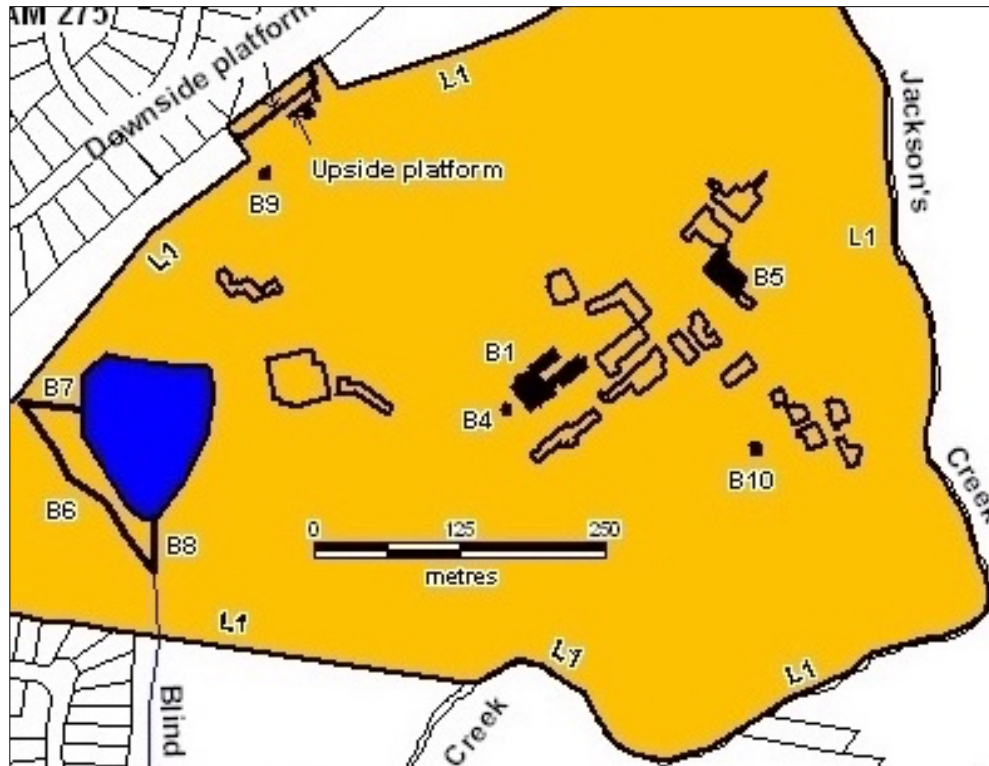 AM 275
Downside platform
L1
Jackson's
Upside platform
B9
L1
L1
B5
B1
B7
B4
B10
B6
B8
0 125 250
metres
Creek
L1
L1
L1
Blind
Creek